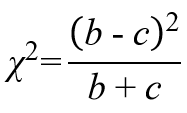 χ²=(b - c)²/(b + c)